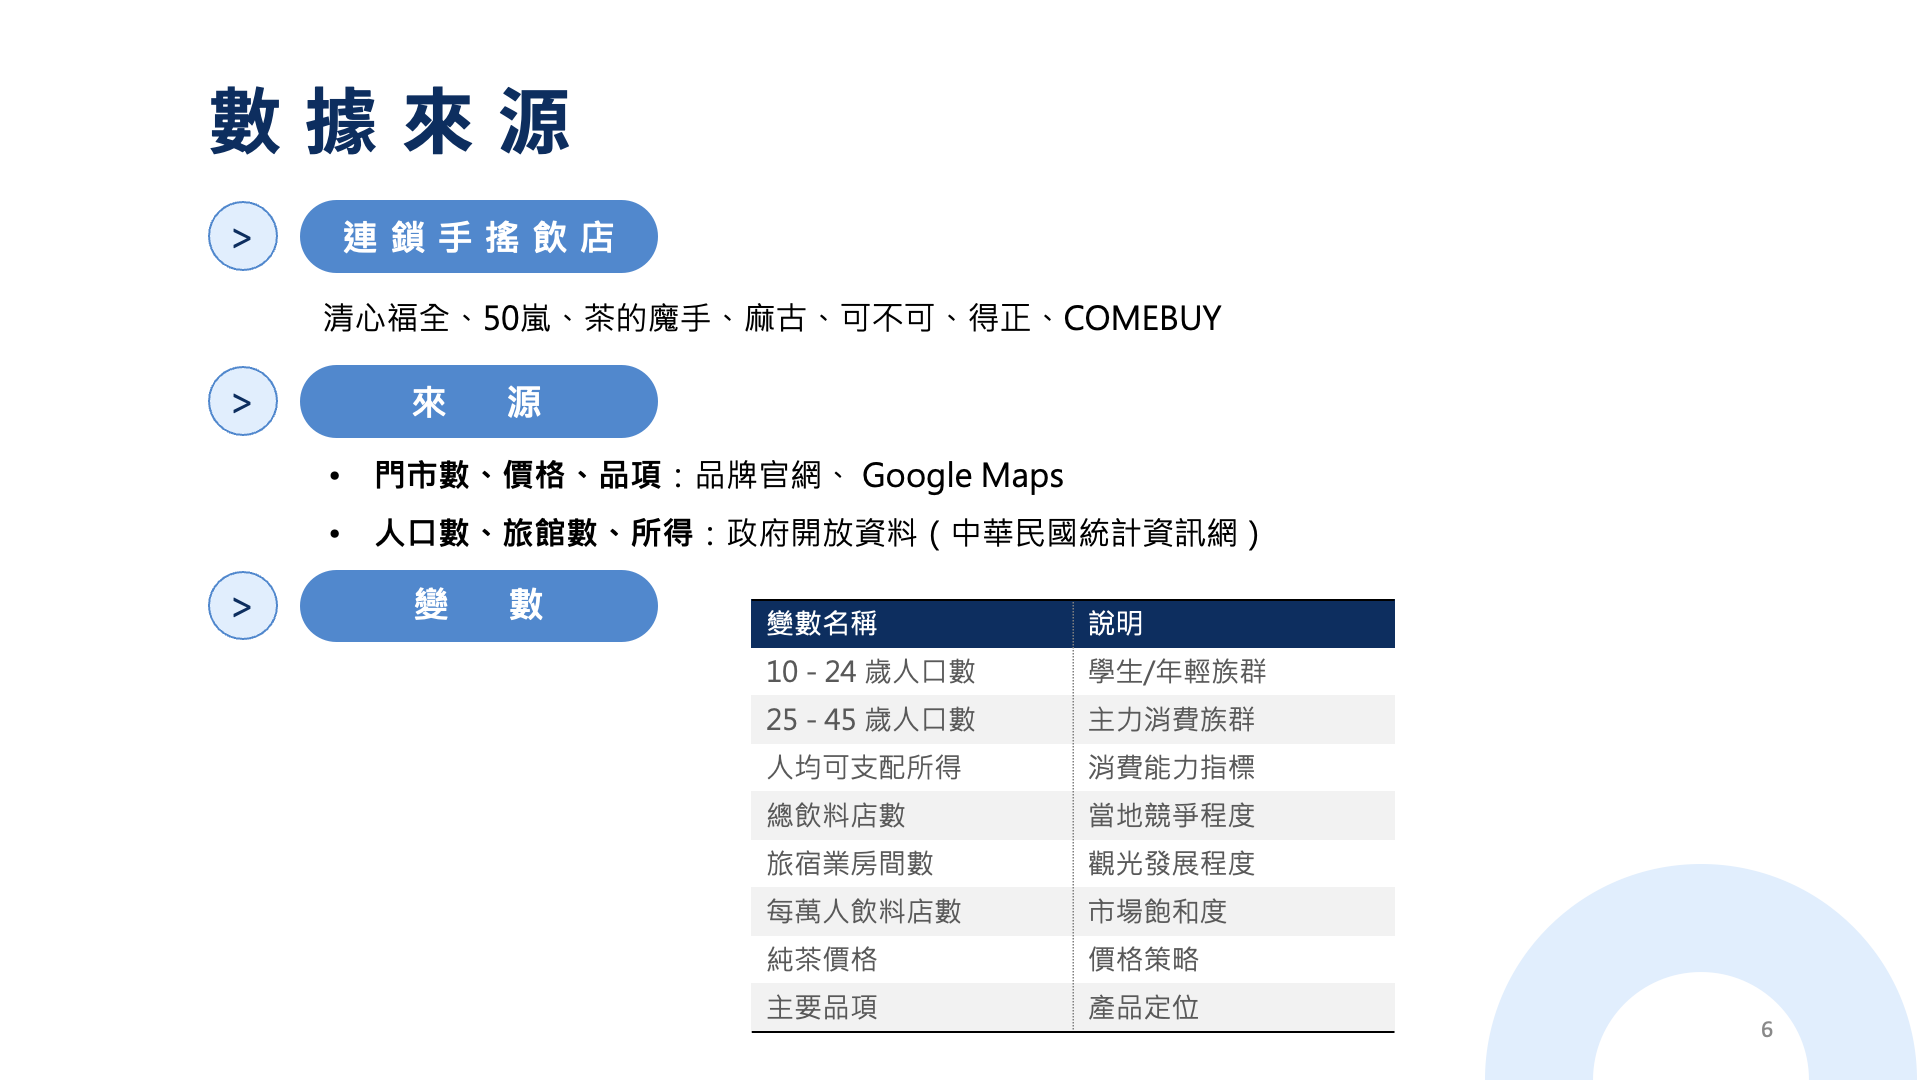 數據來源
>
連鎖手搖飲店
清心福全、50嵐、茶的魔手、麻古、可不可、得正、COMEBUY
>
來 源
• 門市數、價格、品項：品牌官網、 Google Maps
• 人口數、旅館數、所得：政府開放資料（中華民國統計資訊網）
>
變 數
變數名稱 說明
10 - 24 歲人口數 學生/年輕族群
25 - 45 歲人口數 主力消費族群
人均可支配所得 消費能力指標
總飲料店數 當地競爭程度
旅宿業房間數 觀光發展程度
每萬人飲料店數 市場飽和度
純茶價格 價格策略
主要品項 產品定位
6